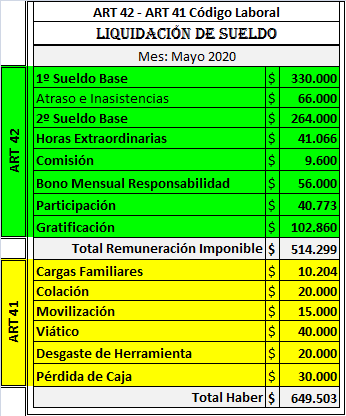 ART 42 - ART 41 Código Laboral
LIQUIDACIÓN DE SUELDO
Mes: Mayo 2020
ART 42
1º Sueldo Base $ 330.000
Atraso e Inasistencias $ 66.000
2º Sueldo Base $ 264.000
Horas Extraordinarias $ 41.066
Comisión $ 9.600
Bono Mensual Responsabilidad $ 56.000
Participación $ 40.773
Gratificación $ 102.860
Total Remuneración Imponible $ 514.299
ART 41
Cargas Familiares $ 10.204
Colación $ 20.000
Movilización $ 15.000
Viático $ 40.000
Desgaste de Herramienta $ 20.000
Pérdida de Caja $ 30.000
Total Haber $ 649.503